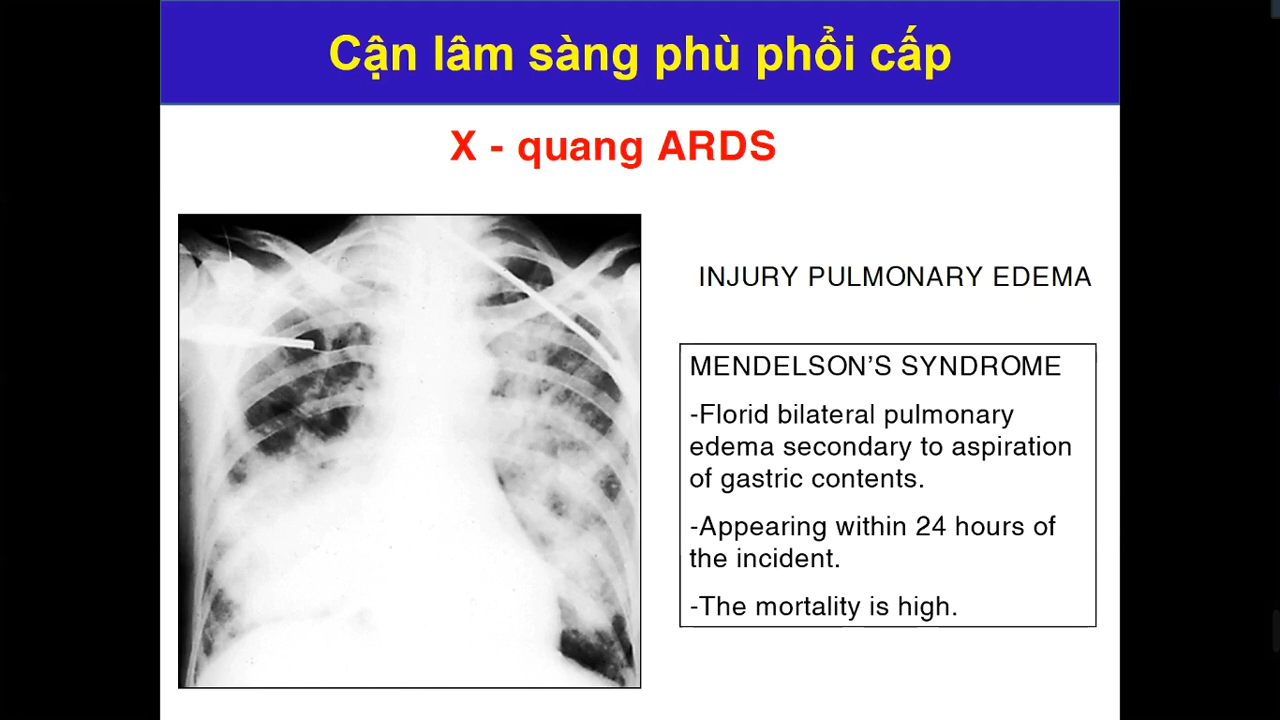 Cận lâm sàng phù phổi cấp
X - quang ARDS
INJURY PULMONARY EDEMA
MENDELSON’S SYNDROME
-Florid bilateral pulmonary
edema secondary to aspiration
of gastric contents.
-Appearing within 24 hours of
the incident.
-The mortality is high.